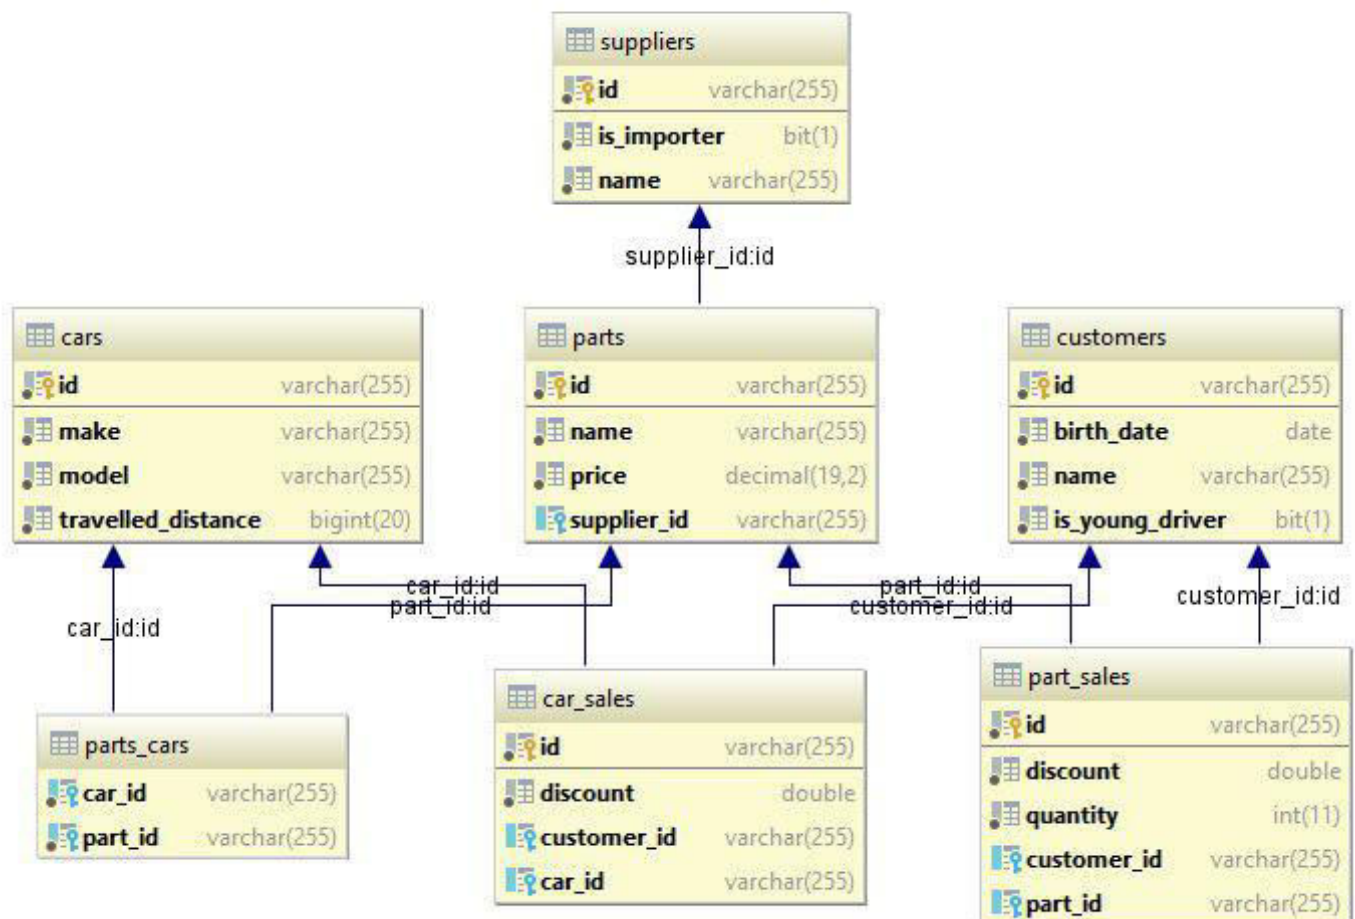 suppliers
id varchar(255)
is_importer bit(1)
name varchar(255)
supplier_id:id
cars
id varchar(255)
make varchar(255)
model varchar(255)
travelled_distance bigint(20)
parts
id varchar(255)
name varchar(255)
price decimal(19,2)
supplier_id varchar(255)
customers
id varchar(255)
birth_date date
name varchar(255)
is_young_driver bit(1)
car_id:id
car_id:id
part_id:id
part_id:id
customer_id:id
customer_id:id
parts_cars
car_id varchar(255)
part_id varchar(255)
car_sales
id varchar(255)
discount double
customer_id varchar(255)
car_id varchar(255)
part_sales
id varchar(255)
discount double
quantity int(11)
customer_id varchar(255)
part_id varchar(255)